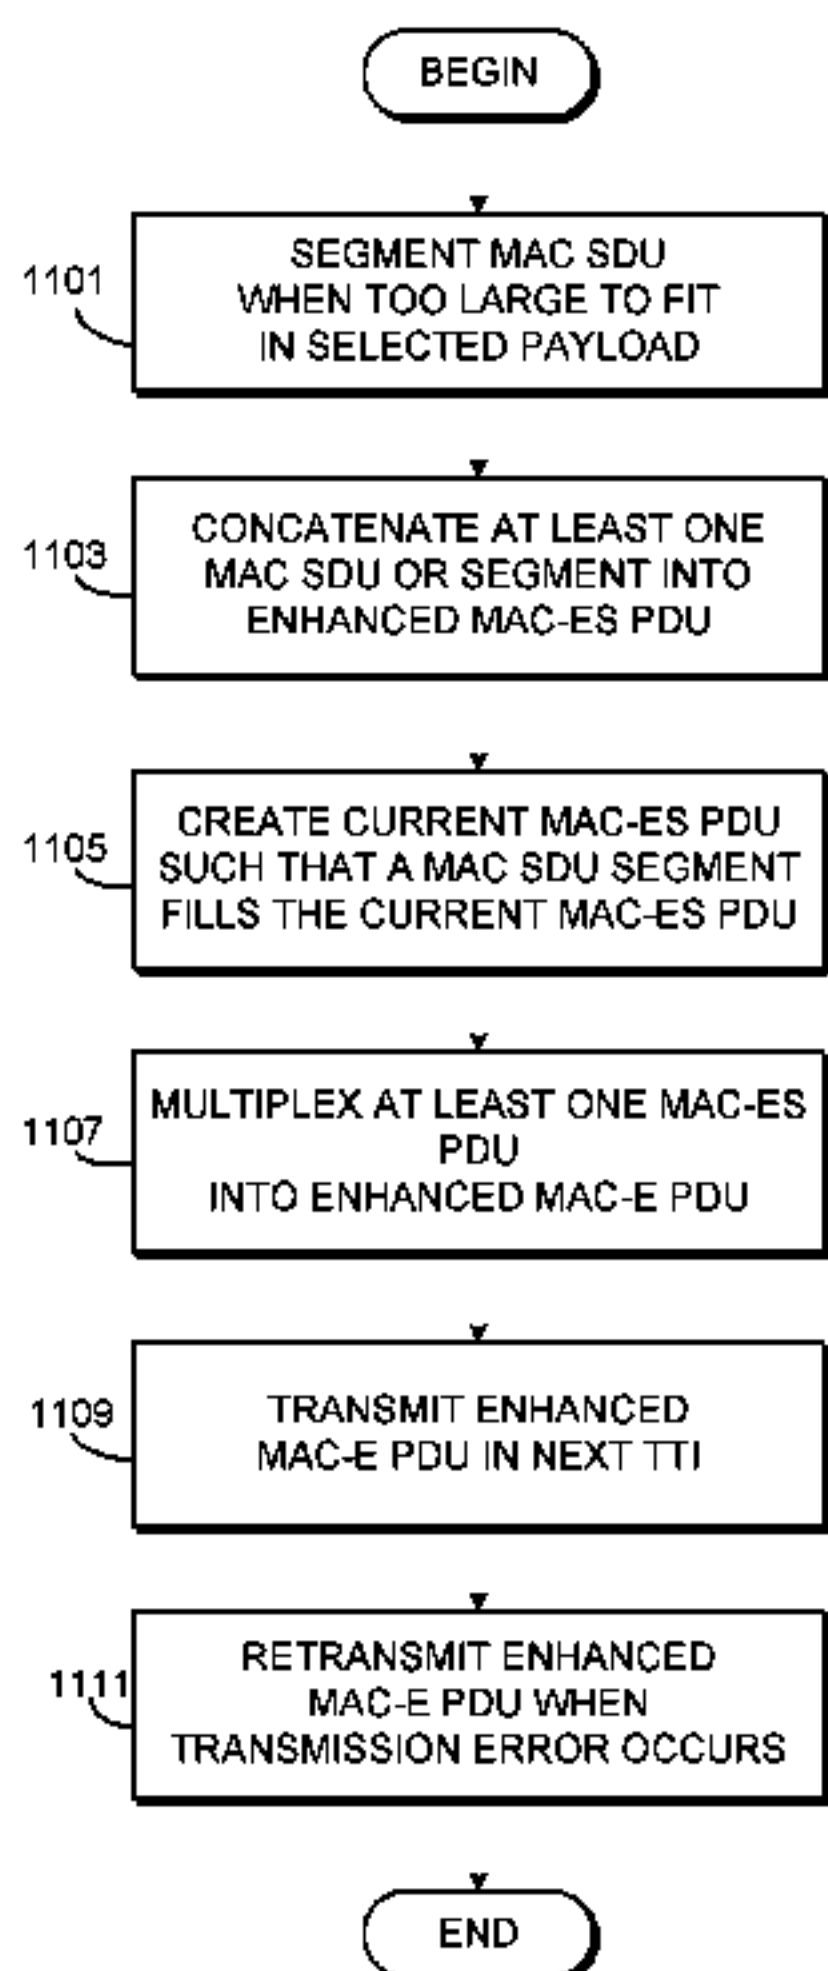 BEGIN
1101
SEGMENT MAC SDU
WHEN TOO LARGE TO FIT
IN SELECTED PAYLOAD
1103
CONCATENATE AT LEAST ONE
MAC SDU OR SEGMENT INTO
ENHANCED MAC-ES PDU
1105
CREATE CURRENT MAC-ES PDU
SUCH THAT A MAC SDU SEGMENT
FILLS THE CURRENT MAC-ES PDU
1107
MULTIPLEX AT LEAST ONE MAC-ES
PDU
INTO ENHANCED MAC-E PDU
1109
TRANSMIT ENHANCED
MAC-E PDU IN NEXT TTI
1111
RETRANSMIT ENHANCED
MAC-E PDU WHEN
TRANSMISSION ERROR OCCURS
END